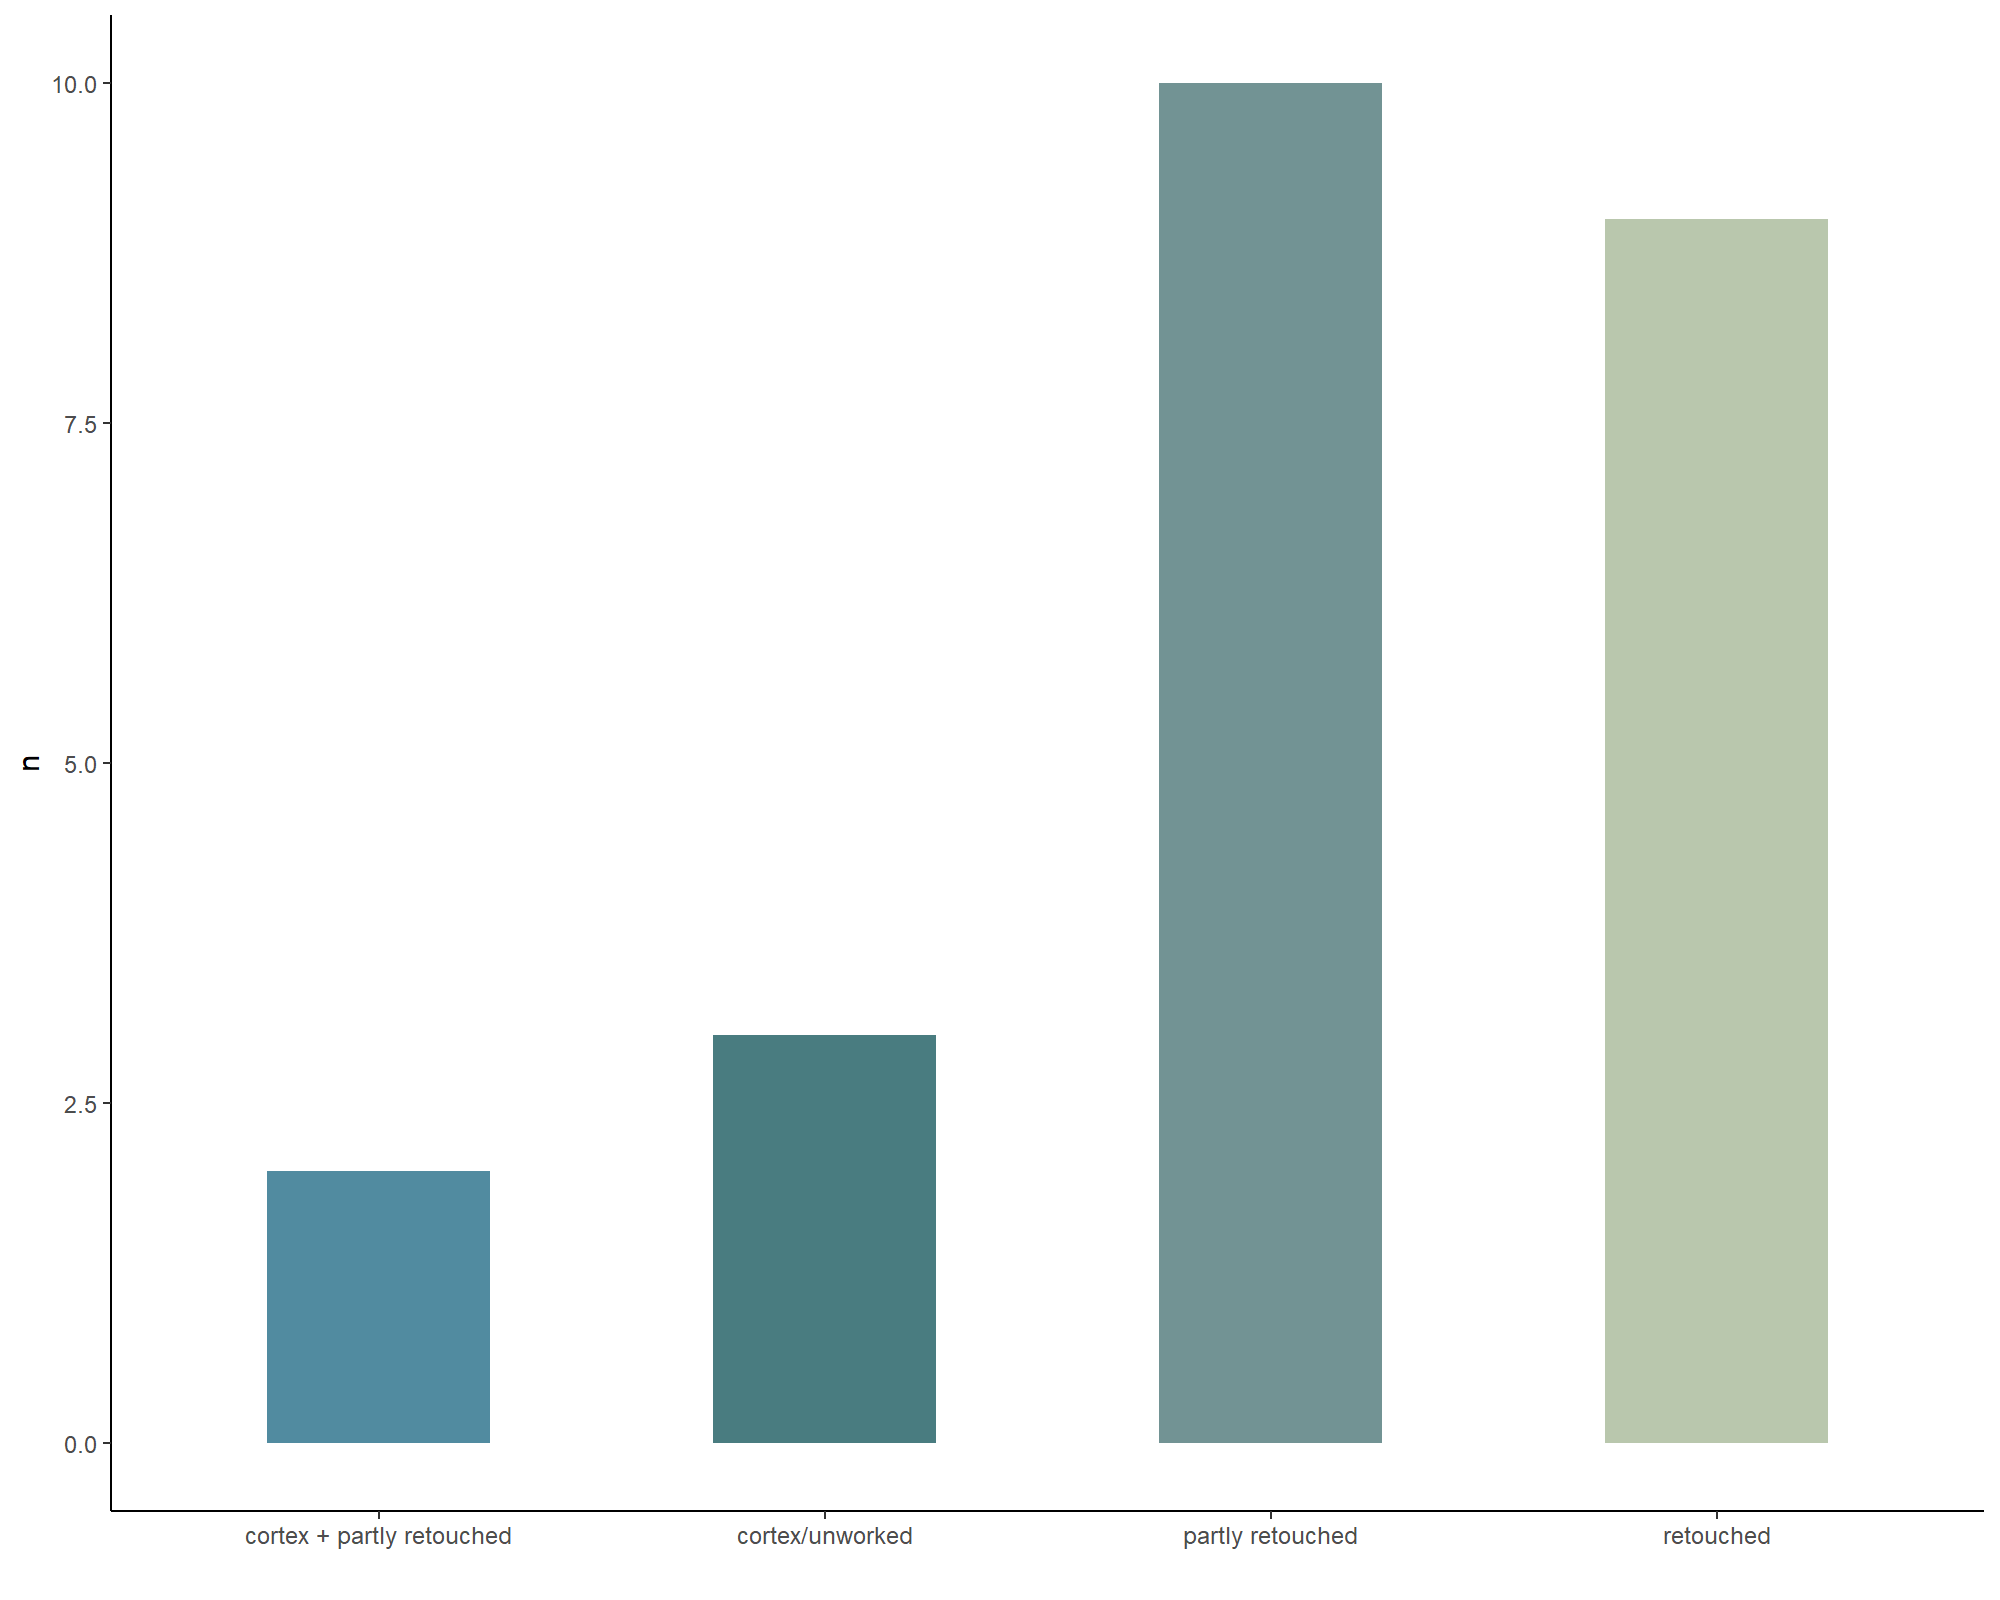 10.0
7.5
5.0
2.5
0.0
n
cortex + partly retouched
cortex/unworked
partly retouched
retouched